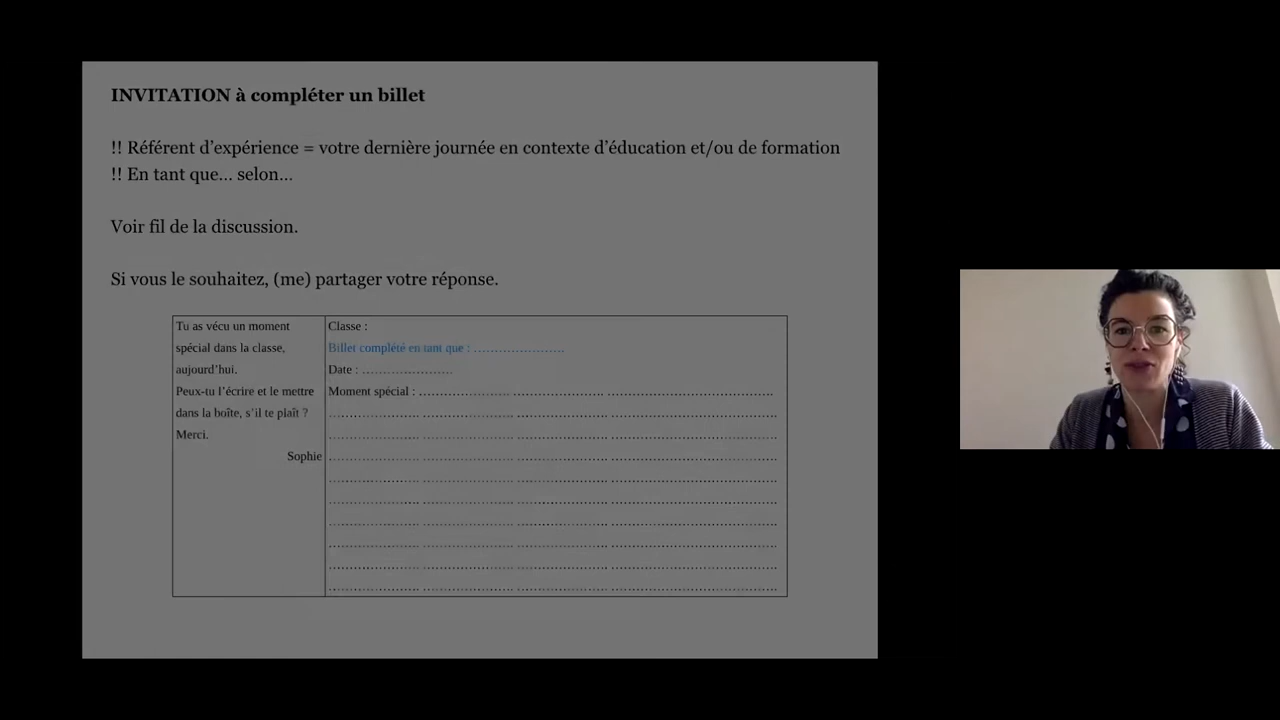 INVITATION à compléter un billet
!! Référent d'expérience = votre dernière journée en contexte d'éducation et/ou de formation
!! En tant que… selon…
Voir fil de la discussion.
Si vous le souhaitez, (me) partager votre réponse.
Tu as vécu un moment
spécial dans la classe,
aujourd'hui.
Peux-tu l'écrire et le mettre
dans la boîte, s'il te plaît ?
Merci.
Sophie
Classe :
Billet complété en tant que : ……………………
Date : …………………
Moment spécial : ………………… ………………… …………………………………